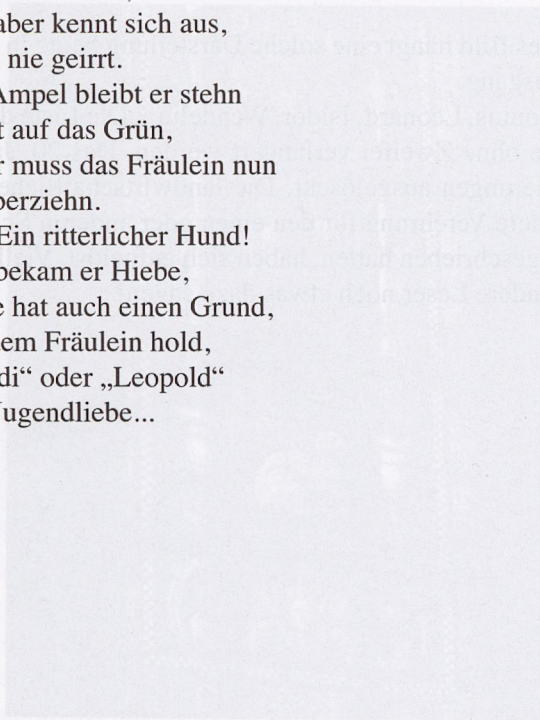 aber kennt sich aus,
nie geirrt.
Ampel bleibt er stehn
t auf das Grün,
r muss das Fräulein nun
berziehn.
Ein ritterlicher Hund!
bekam er Hiebe,
e hat auch einen Grund,
em Fräulein hold,
di“ oder „Leopold“
Jugendliebe...